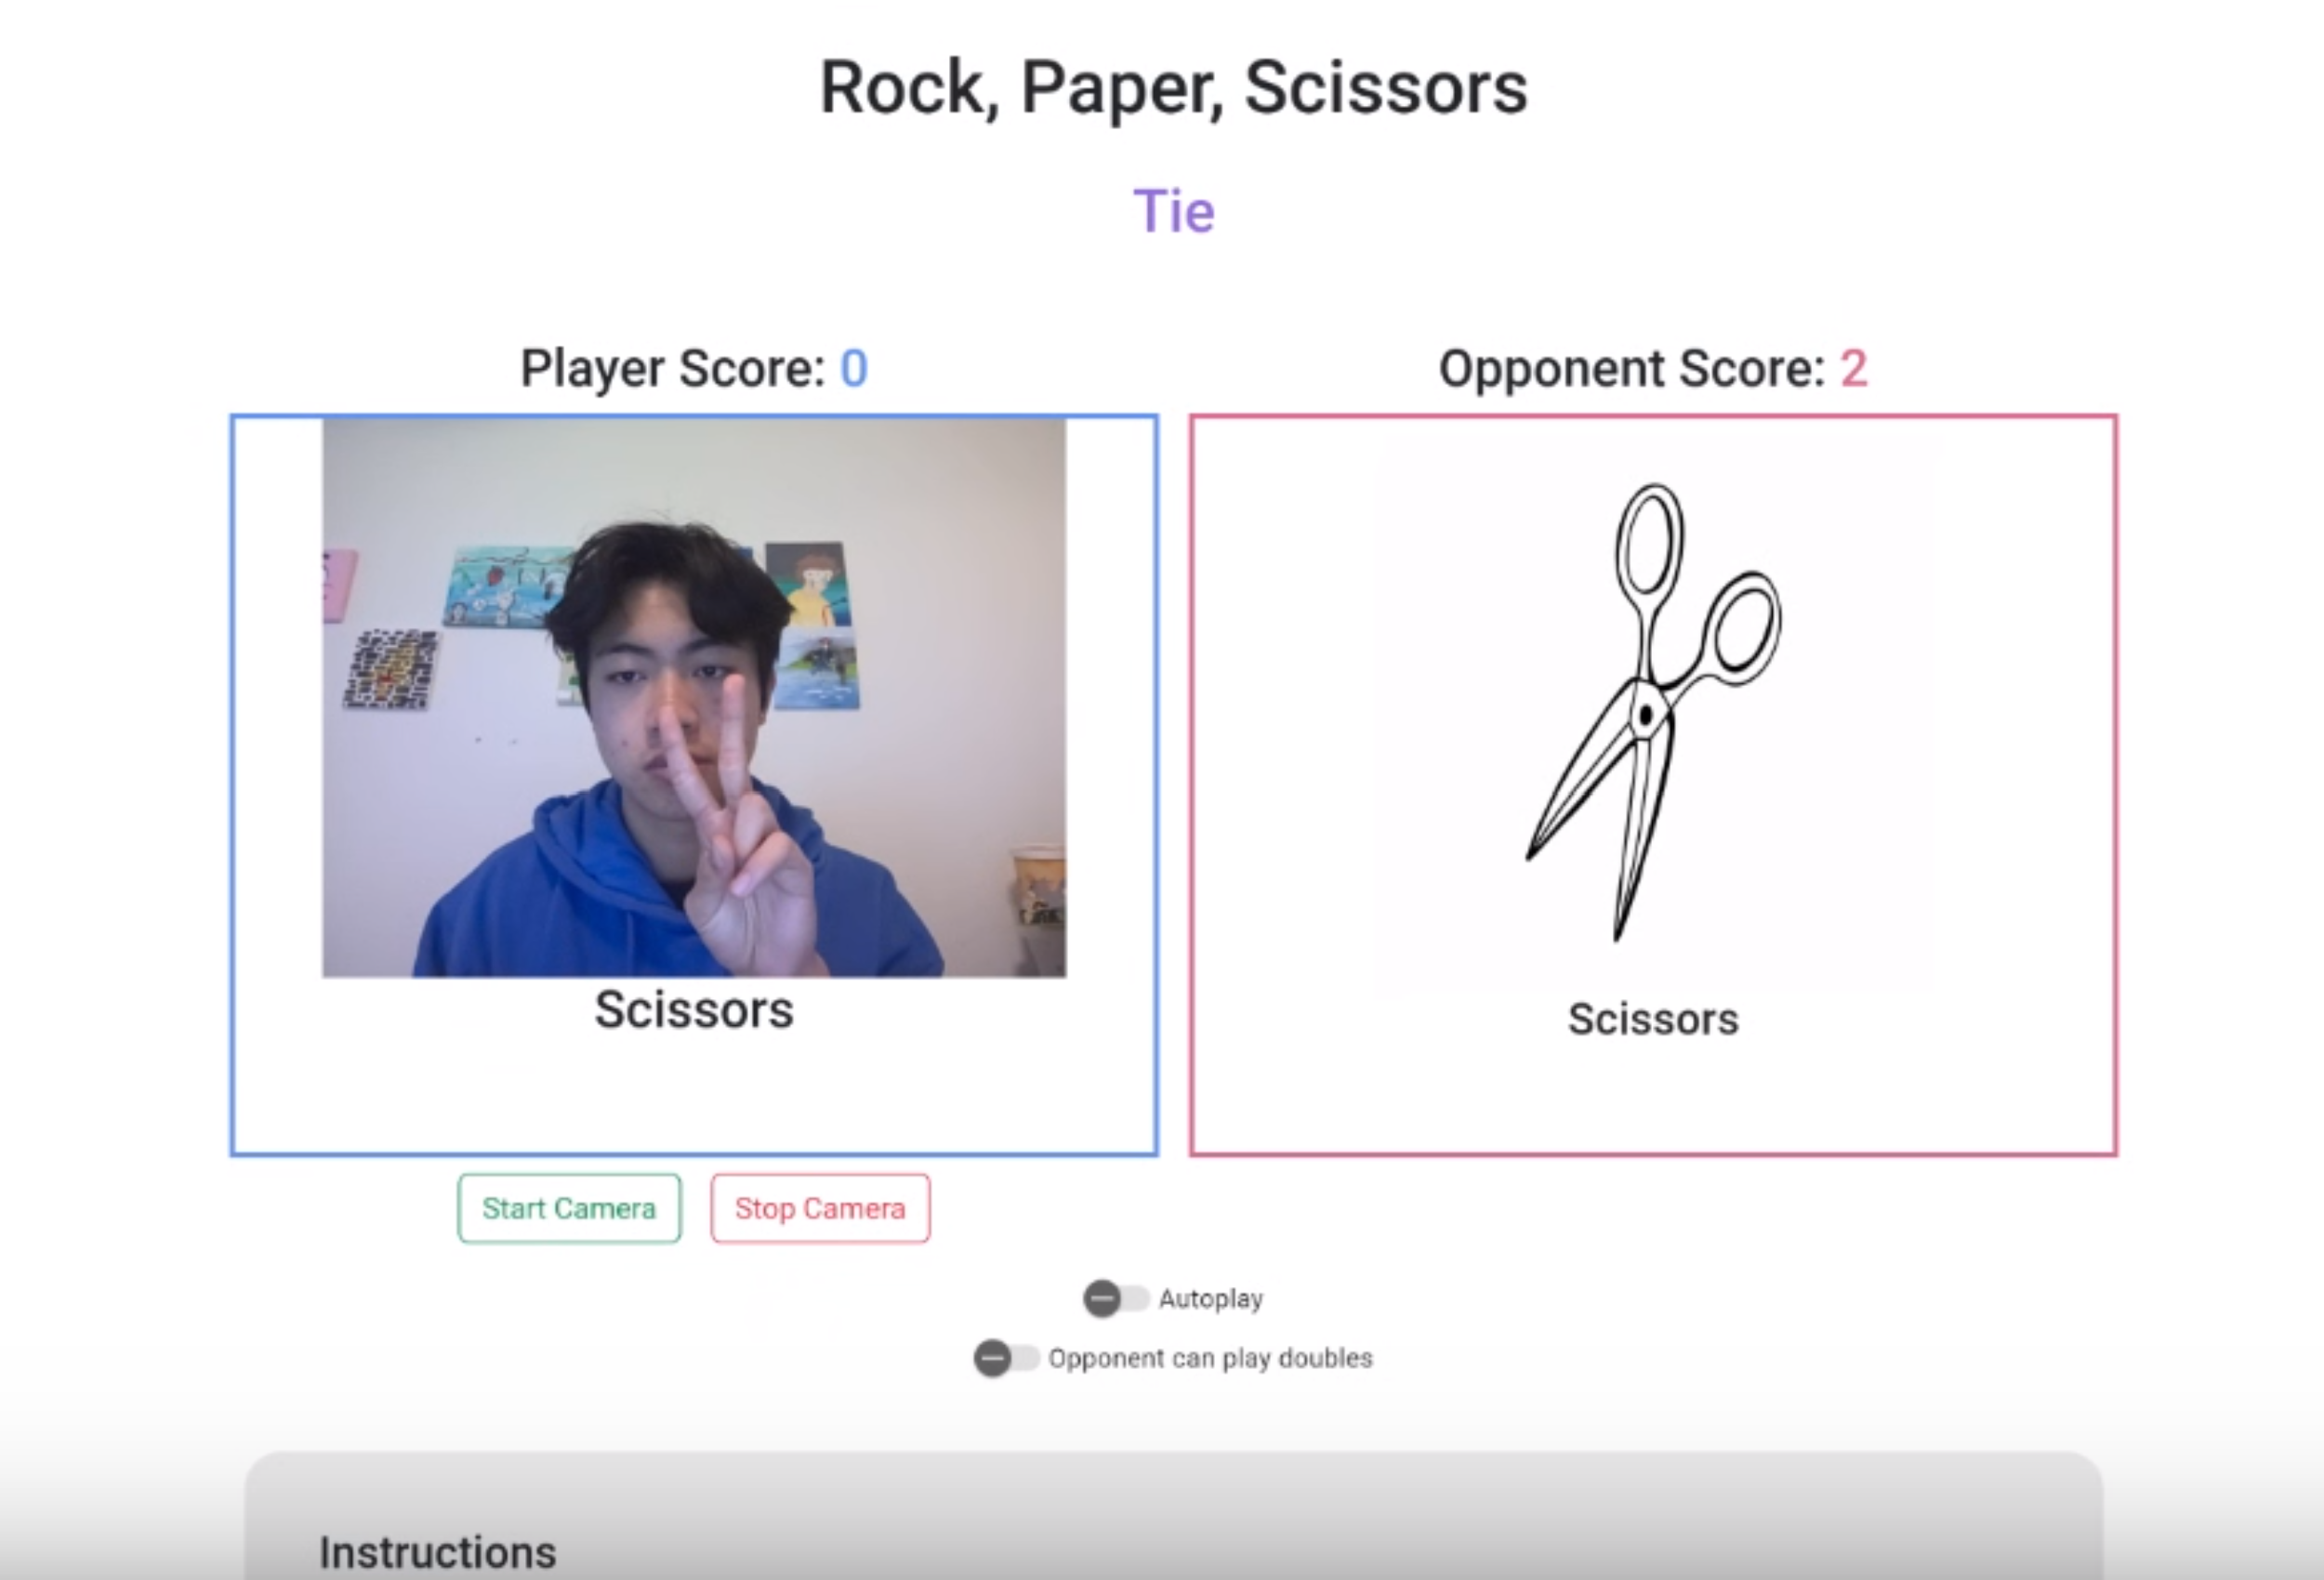 Rock, Paper, Scissors
Tie
Player Score: 0
Opponent Score: 2
Scissors
Scissors
Start Camera
Stop Camera
Autoplay
Opponent can play doubles
Instructions